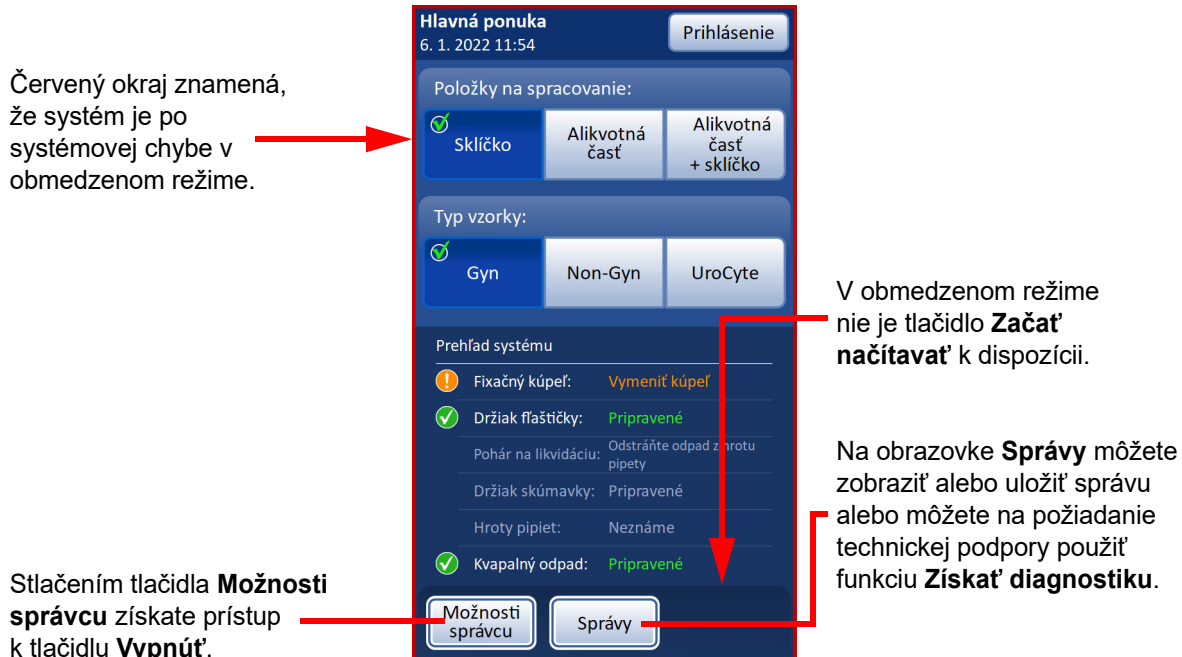 Červený okraj znamená,
že systém je po
systémovej chybe v
obmedzenom režime.
Stlačením tlačidla Možnosti
správcu získate prístup
k tlačidlu Vypnúť.
Hlavná ponuka
6. 1. 2022 11:54
Prihlásenie
Položky na spracovanie:
Sklíčko
Alikvotná
časť
Alikvotná
časť
+ sklíčko
Typ vzorky:
Gyn
Non-Gyn
UroCyte
Prehľad systému
Fixačný kúpeľ: Vymeniť kúpeľ
Držiak fľaštičky: Pripravené
Pohár na likvidáciu: Odstráňte odpad z hrotu
pipety
Držiak skúmavky: Pripravené
Hroty pipiet: Neznáme
Kvapalný odpad: Pripravené
Možnosti
správcu
Správy
V obmedzenom režime
nie je tlačidlo Začať
načítavať k dispozícii.
Na obrazovke Správy môžete
zobraziť alebo uložiť správu
alebo môžete na požiadanie
technickej podpory použiť
funkciu Získať diagnostiku.